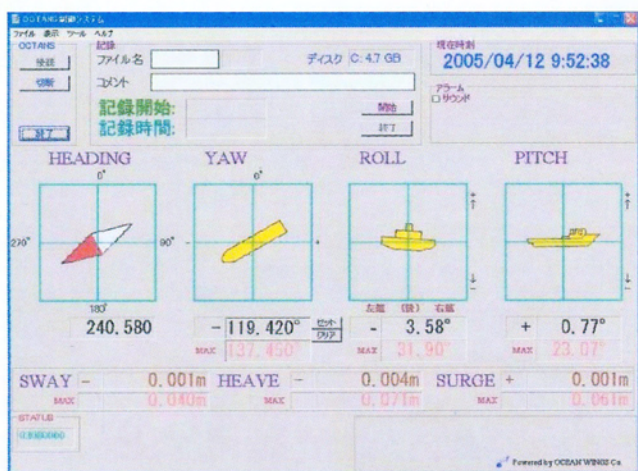 OCTANS制御システム
ファイル 表示 ツール ヘルプ
OCTANS
接続
切断
終了
記録
ファイル名
ディスク C: 4.7 GB
コメント
記録開始:
開始
記録時間:
終了
現在時刻
2005/04/12 9:52:38
アラーム
サウンド
HEADING YAW ROLL PITCH
0°
0°
270°
90°
-
+
180°
左舷 (後) 右舷
240.580
- 119.420°
セット
クリア
- 3.58°
+ 0.77°
MAX 137.450°
MAX 31.90°
MAX 23.07°
SWAY - 0.001m HEAVE - 0.004m SURGE + 0.001m
MAX 0.040m MAX 0.071m MAX 0.061m
STATUS
Powered by OCEAN WINGS Co.